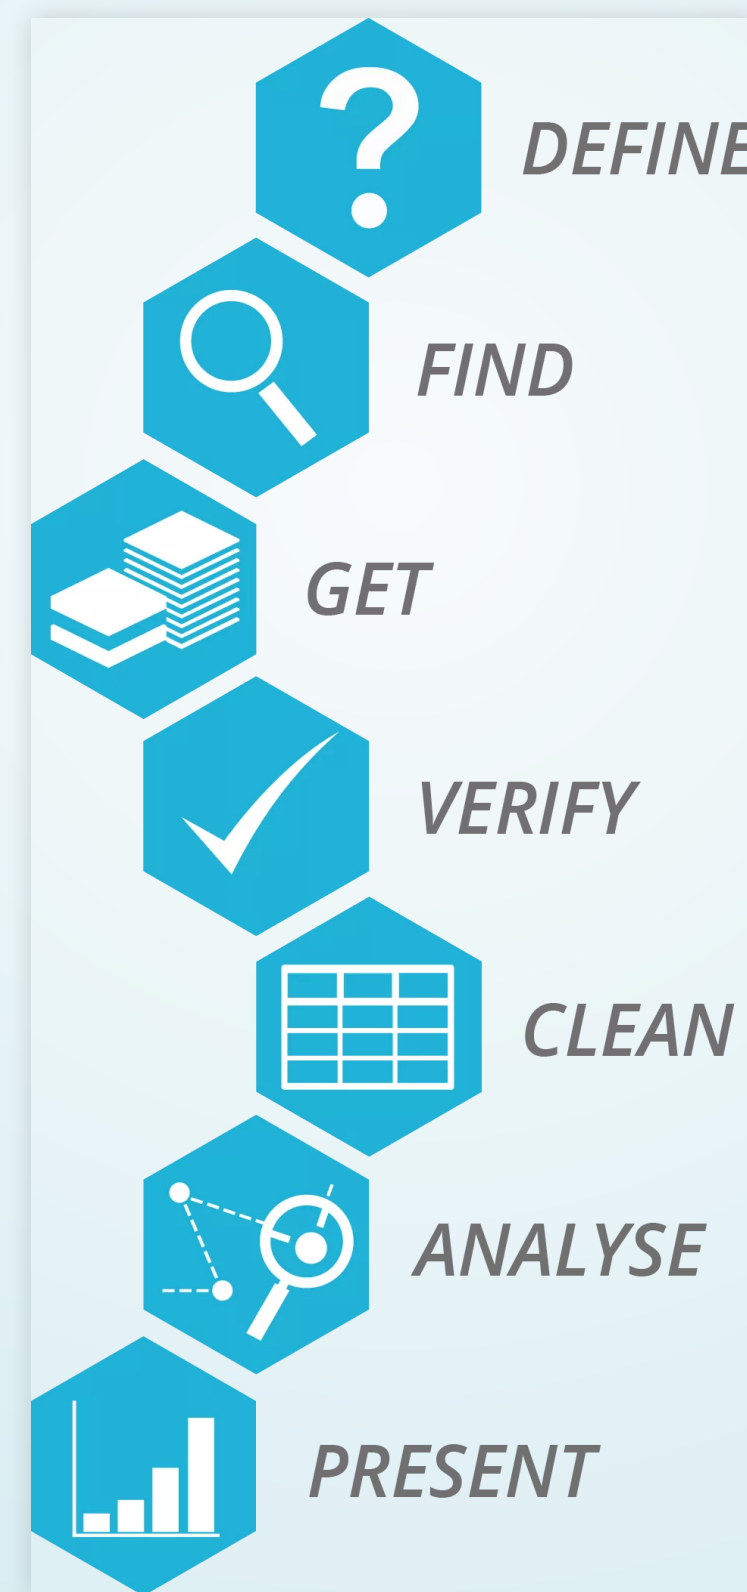 DEFINE
FIND
GET
VERIFY
CLEAN
ANALYSE
PRESENT